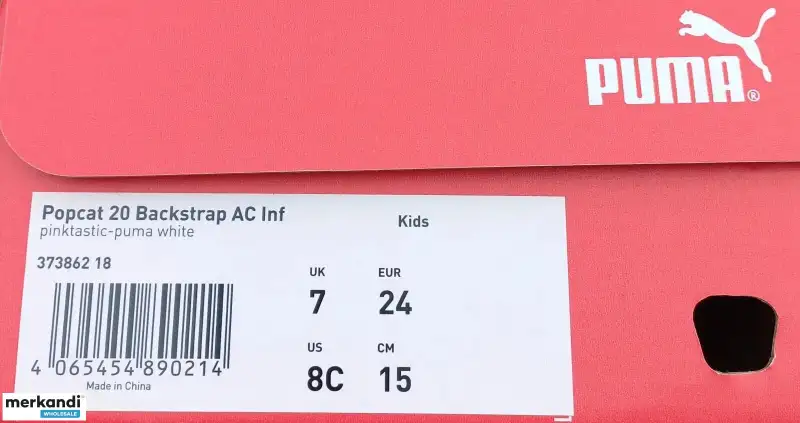 PUMA®
Popcat 20 Backstrap AC Inf
pinktastic-puma white
Kids
373862 18
UK EUR
7 24
US CM
8C 15
4 065454 890214
Made in China
merkandi
WHOLESALE